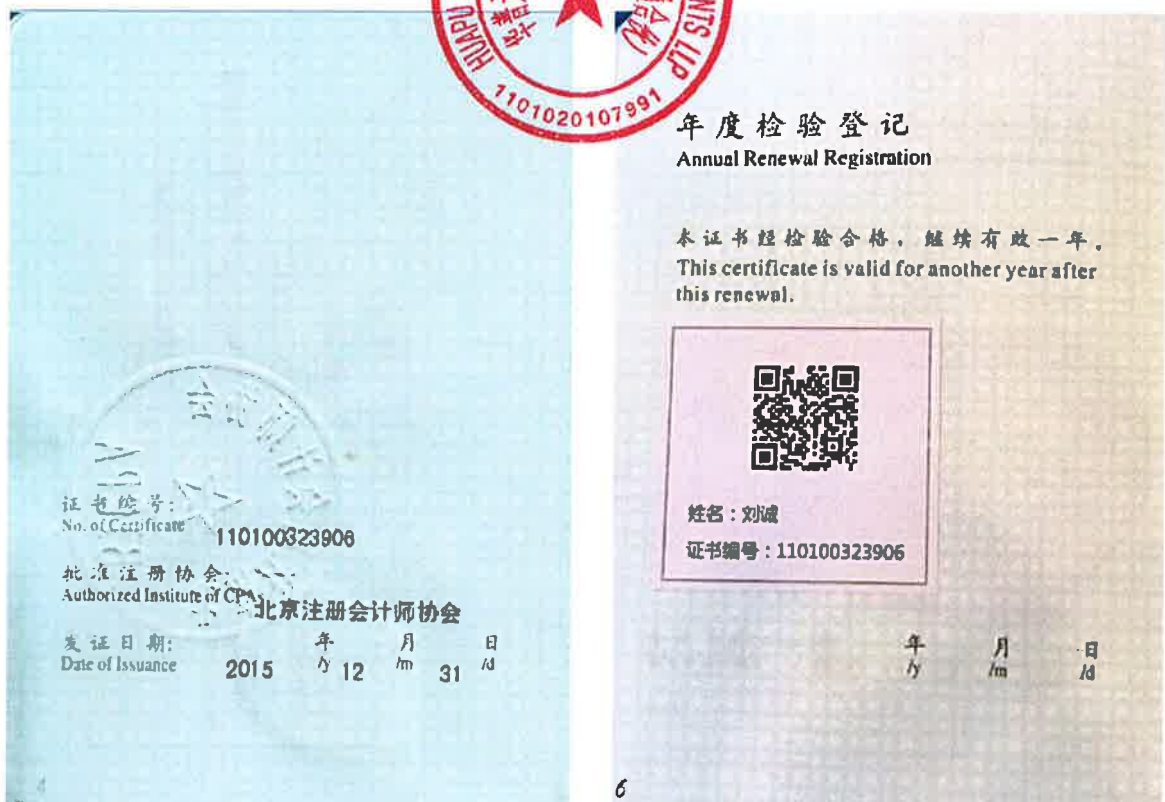 HUAPU
NTS LLP
1101020107991
证书编号:
No. of Certificate
110100323906
批准注册协会:
Authorized Institute of CPAs
北京注册会计师协会
发证日期:
Date of Issuance
2015 年 /y 12 月 /m 31 日 /d
4
年度检验登记
Annual Renewal Registration
本证书经检验合格，继续有效一年。
This certificate is valid for another year after
this renewal.
姓名：刘诚
证书编号：110100323906
年 月 日
/y /m /d
6